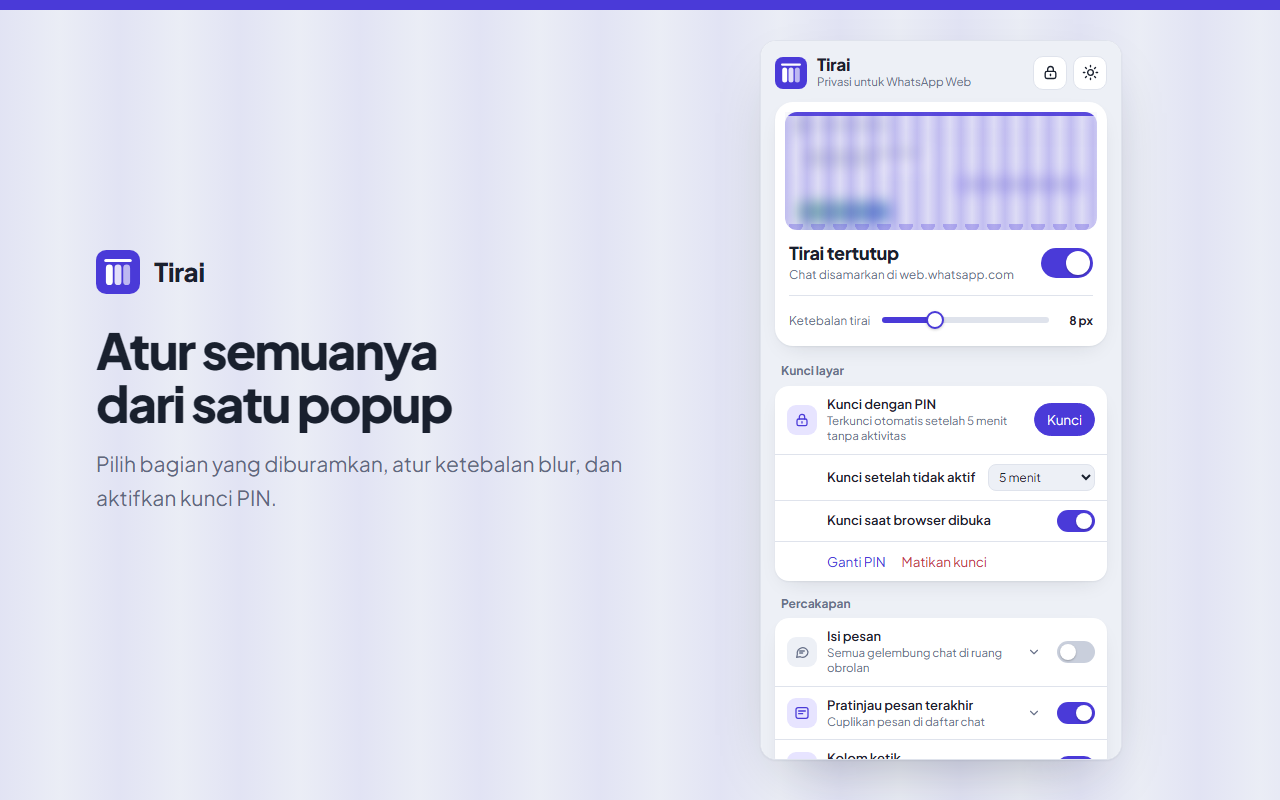 Tirai
Atur semuanya
dari satu popup
Pilih bagian yang diburamkan, atur ketebalan blur, dan
aktifkan kunci PIN.
Tirai
Privasi untuk WhatsApp Web
Tirai tertutup
Chat disamarkan di web.whatsapp.com
Ketebalan tirai
8 px
Kunci layar
Kunci dengan PIN
Terkunci otomatis setelah 5 menit
tanpa aktivitas
Kunci
Kunci setelah tidak aktif
5 menit
Kunci saat browser dibuka
Ganti PIN
Matikan kunci
Percakapan
Isi pesan
Semua gelembung chat di ruang
obrolan
Pratinjau pesan terakhir
Cuplikan pesan di daftar chat
Kolom ketik